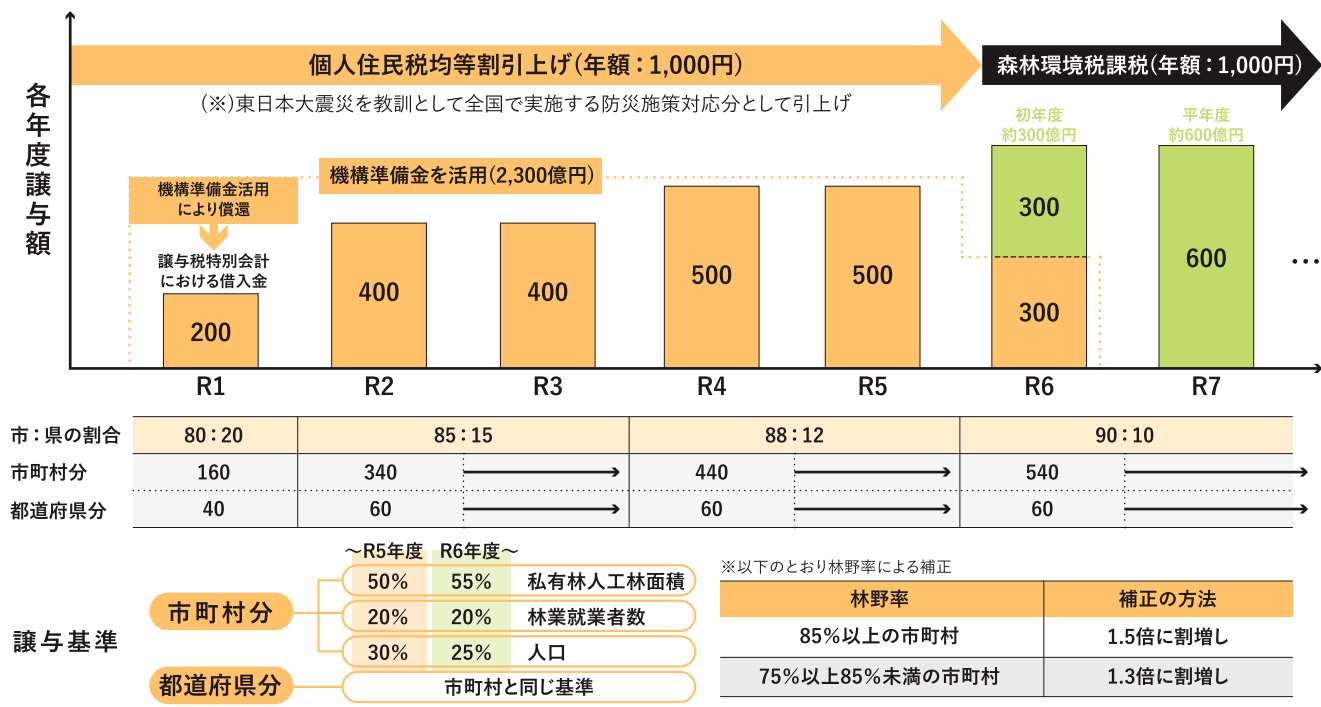 個人住民税均等割引上げ(年額：1,000円)
森林環境税課税(年額：1,000円)
(※)東日本大震災を教訓として全国で実施する防災施策対応分として引上げ
各年度譲与額
初年度
約300億円
平年度
約600億円
機構準備金を活用(2,300億円)
機構準備金活用
により償還
譲与税特別会計
における借入金
200
400
400
500
500
300
300
600
…
R1 R2 R3 R4 R5 R6 R7
市：県の割合 80：20 85：15 88：12 90：10
市町村分 160 340 440 540
都道府県分 40 60 60 60
譲与基準
～R5年度 R6年度～
市町村分
50% 55% 私有林人工林面積
20% 20% 林業就業者数
30% 25% 人口
都道府県分 市町村と同じ基準
※以下のとおり林野率による補正
林野率 補正の方法
85%以上の市町村 1.5倍に割増し
75%以上85%未満の市町村 1.3倍に割増し